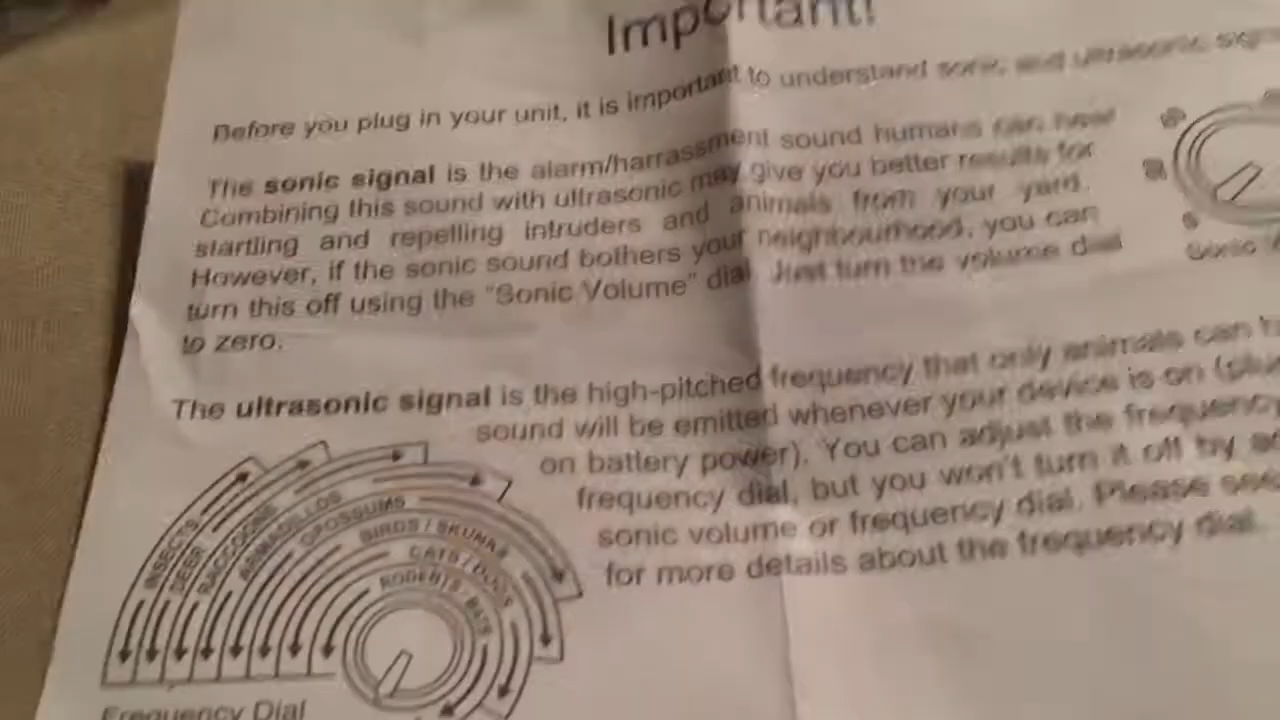 Important!
Before you plug in your unit, it is important to understand sonic and ultrasonic
The sonic signal is the alarm/harrassment sound humans can hear
Combining this sound with ultrasonic may give you better results for
startling and repelling intruders and animals from your yard.
However, if the sonic sound bothers your neighbourhood, you can
turn this off using the "Sonic Volume" dial. Just turn the volume dial
to zero.
Sonic
The ultrasonic signal is the high-pitched frequency that only animals can
sound will be emitted whenever your device is on
on battery power). You can adjust the frequency
frequency dial, but you won't turn it off by
sonic volume or frequency dial. Please see
for more details about the frequency dial.
INSECTS
DEER
RACCOONS
ARMADILLOS
OPOSSUMS
BIRDS / SKUNKS
CATS / DOGS
RODENTS - BATS
Frequency Dial